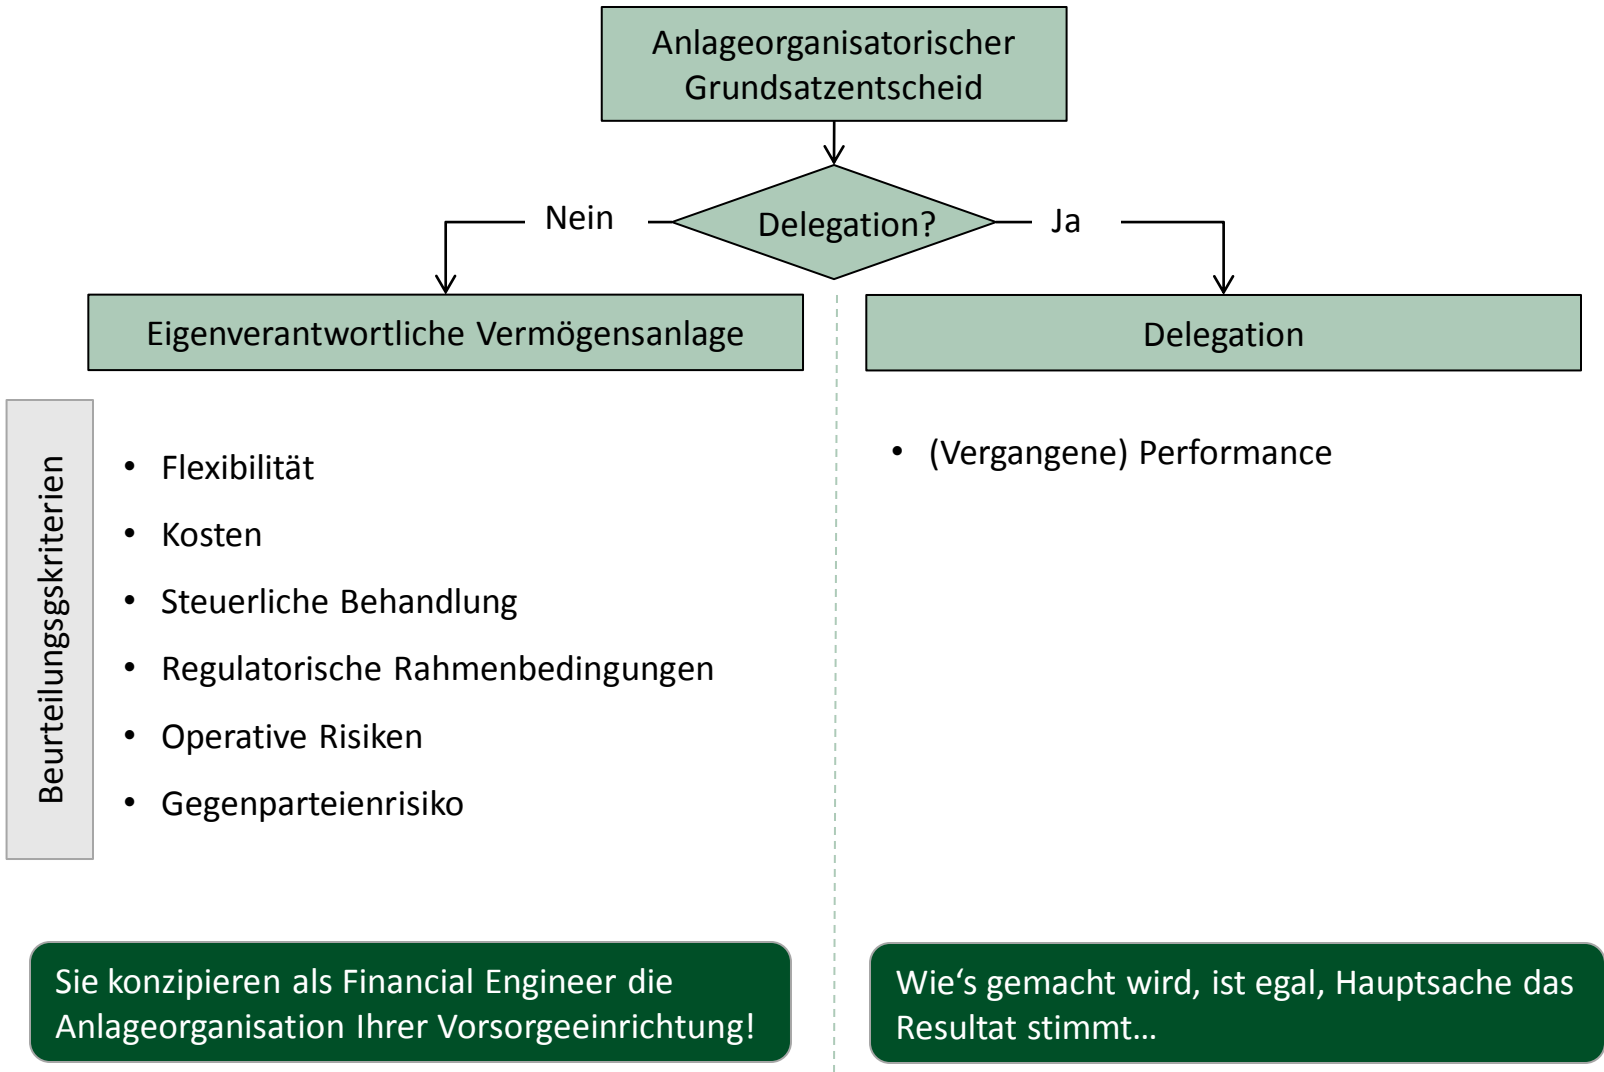 Anlageorganisatorischer
Grundsatzentscheid
Delegation?
Nein
Ja
Eigenverantwortliche Vermögensanlage
Delegation
Beurteilungsgskriterien
• Flexibilität
• Kosten
• Steuerliche Behandlung
• Regulatorische Rahmenbedingungen
• Operative Risiken
• Gegenparteienrisiko
• (Vergangene) Performance
Sie konzipieren als Financial Engineer die
Anlageorganisation Ihrer Vorsorgeeinrichtung!
Wie‘s gemacht wird, ist egal, Hauptsache das
Resultat stimmt…